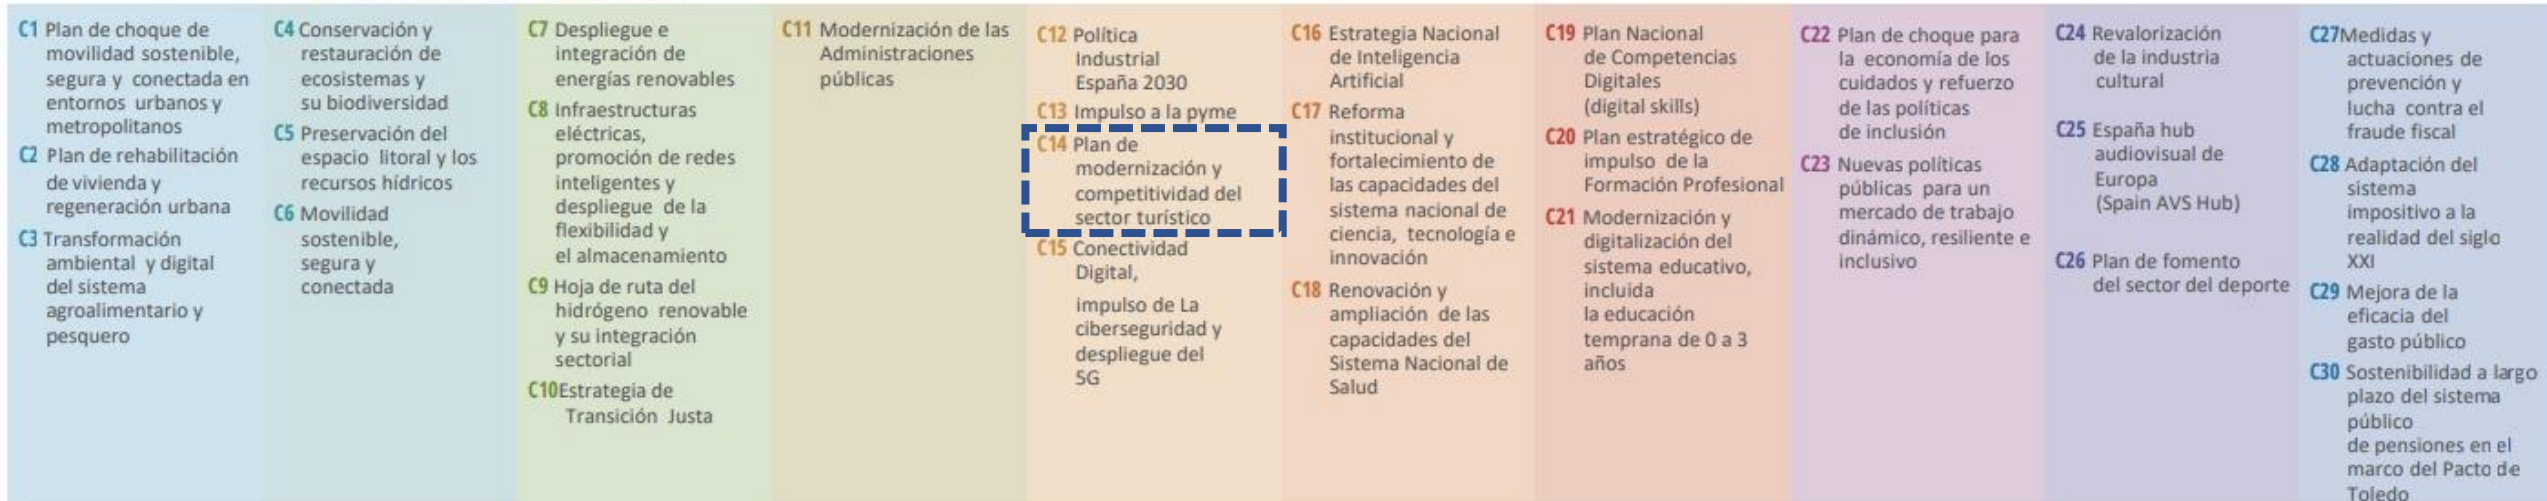 C1 Plan de choque de
movilidad sostenible,
segura y conectada en
entornos urbanos y
metropolitanos
C2 Plan de rehabilitación
de vivienda y
regeneración urbana
C3 Transformación
ambiental y digital
del sistema
agroalimentario y
pesquero
C4 Conservación y
restauración de
ecosistemas y
su biodiversidad
C5 Preservación del
espacio litoral y los
recursos hídricos
C6 Movilidad
sostenible,
segura y
conectada
C7 Despliegue e
integración de
energías renovables
C8 Infraestructuras
eléctricas,
promoción de redes
inteligentes y
despliegue de la
flexibilidad y
el almacenamiento
C9 Hoja de ruta del
hidrógeno renovable
y su integración
sectorial
C10Estrategia de
Transición Justa
C11 Modernización de las
Administraciones
públicas
C12 Política
Industrial
España 2030
C13 Impulso a la pyme
C14 Plan de
modernización y
competitividad del
sector turístico
C15 Conectividad
Digital,
impulso de La
ciberseguridad y
despliegue del
5G
C16 Estrategia Nacional
de Inteligencia
Artificial
C17 Reforma
institucional y
fortalecimiento de
las capacidades del
sistema nacional de
ciencia, tecnología e
innovación
C18 Renovación y
ampliación de las
capacidades del
Sistema Nacional de
Salud
C19 Plan Nacional
de Competencias
Digitales
(digital skills)
C20 Plan estratégico de
impulso de la
Formación Profesional
C21 Modernización y
digitalización del
sistema educativo,
incluida
la educación
temprana de 0 a 3
años
C22 Plan de choque para
la economía de los
cuidados y refuerzo
de las políticas
de inclusión
C23 Nuevas políticas
públicas para un
mercado de trabajo
dinámico, resiliente e
inclusivo
C24 Revalorización
de la industria
cultural
C25 España hub
audiovisual de
Europa
(Spain AVS Hub)
C26 Plan de fomento
del sector del deporte
C27Medidas y
actuaciones de
prevención y
lucha contra el
fraude fiscal
C28 Adaptación del
sistema
impositivo a la
realidad del siglo
XXI
C29 Mejora de la
eficacia del
gasto público
C30 Sostenibilidad a largo
plazo del sistema
público
de pensiones en el
marco del Pacto de
Toledo